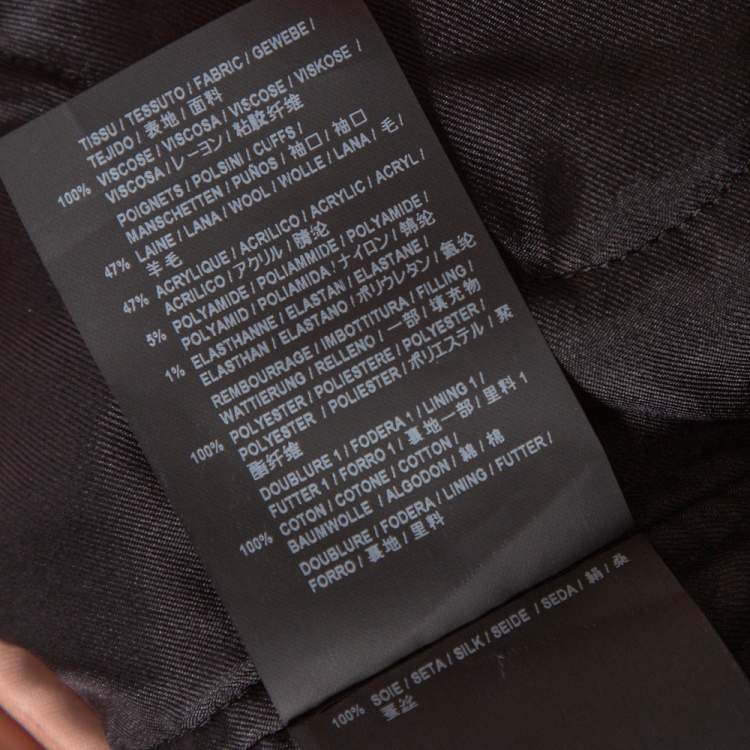 TISSU / TESSUTO / FABRIC / GEWEBE /
TEJIDO / 表地 / 面料
100% VISCOSE / VISCOSA / VISCOSE / VISKOSE /
VISCOSA / レーヨン / 粘胶纤维
POIGNETS / POLSINI / CUFFS /
MANSCHETTEN / PUÑOS / 袖口 / 袖口
47% LAINE / LANA / WOOL / WOLLE / LANA / 毛 /
羊毛
47% ACRYLIQUE / ACRILICO / ACRYLIC / ACRYL /
ACRILICO / アクリル / 腈纶
5% POLYAMIDE / POLIAMMIDE / POLYAMIDE /
POLYAMID / POLIAMIDA / ナイロン / 锦纶
1% ELASTHANNE / ELASTAN / ELASTANE /
ELASTHAN / ELASTANO / ポリウレタン / 氨纶
REMBOURRAGE / IMBOTTITURA / FILLING /
WATTIERUNG / RELLENO / 一部 / 填充物
100% POLYESTER / POLIESTERE / POLYESTER /
POLYESTER / POLIESTER / ポリエステル / 聚
酯纤维
DOUBLURE 1 / FODERA 1 / LINING 1 /
FUTTER 1 / FORRO 1 / 裏地一部 / 里料 1
100% COTON / COTONE / COTTON /
BAUMWOLLE / ALGODON / 綿 / 棉
DOUBLURE / FODERA / LINING / FUTTER /
FORRO / 裏地 / 里料
100% SOIE / SETA / SILK / SEIDE / SEDA / 絹 / 桑
蚕丝